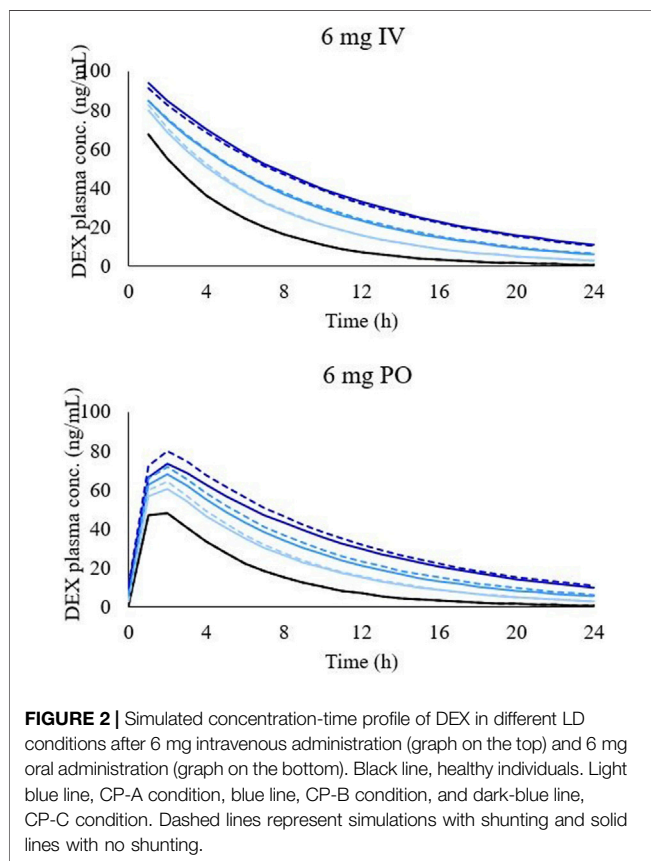 6 mg IV
DEX plasma conc. (ng/mL)
100
80
60
40
20
0
0 4 8 12 16 20 24
Time (h)
6 mg PO
DEX plasma conc. (ng/mL)
100
80
60
40
20
0
0 4 8 12 16 20 24
Time (h)
FIGURE 2 | Simulated concentration-time profile of DEX in different LD
conditions after 6 mg intravenous administration (graph on the top) and 6 mg
oral administration (graph on the bottom). Black line, healthy individuals. Light
blue line, CP-A condition, blue line, CP-B condition, and dark-blue line,
CP-C condition. Dashed lines represent simulations with shunting and solid
lines with no shunting.